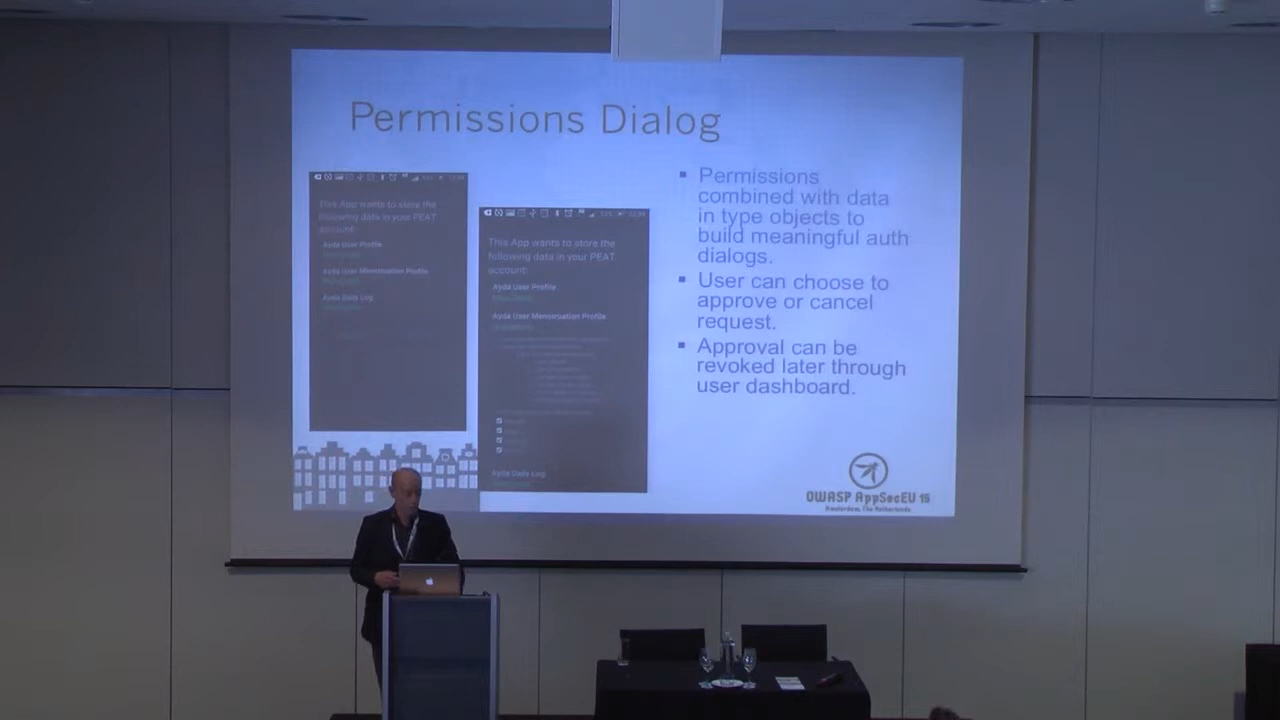 Permissions Dialog
This App wants to store the
following data in your PEAT
account:
Ayda User Profile
Ayda User Menstruation Profile
Ayda Daily Log
This App wants to store the
following data in your PEAT
account:
Ayda User Profile
Ayda User Menstruation Profile
Ayda Daily Log
▪ Permissions
combined with data
in type objects to
build meaningful auth
dialogs.
▪ User can choose to
approve or cancel
request.
▪ Approval can be
revoked later through
user dashboard.
OWASP AppSecEU 15
Amsterdam, The Netherlands